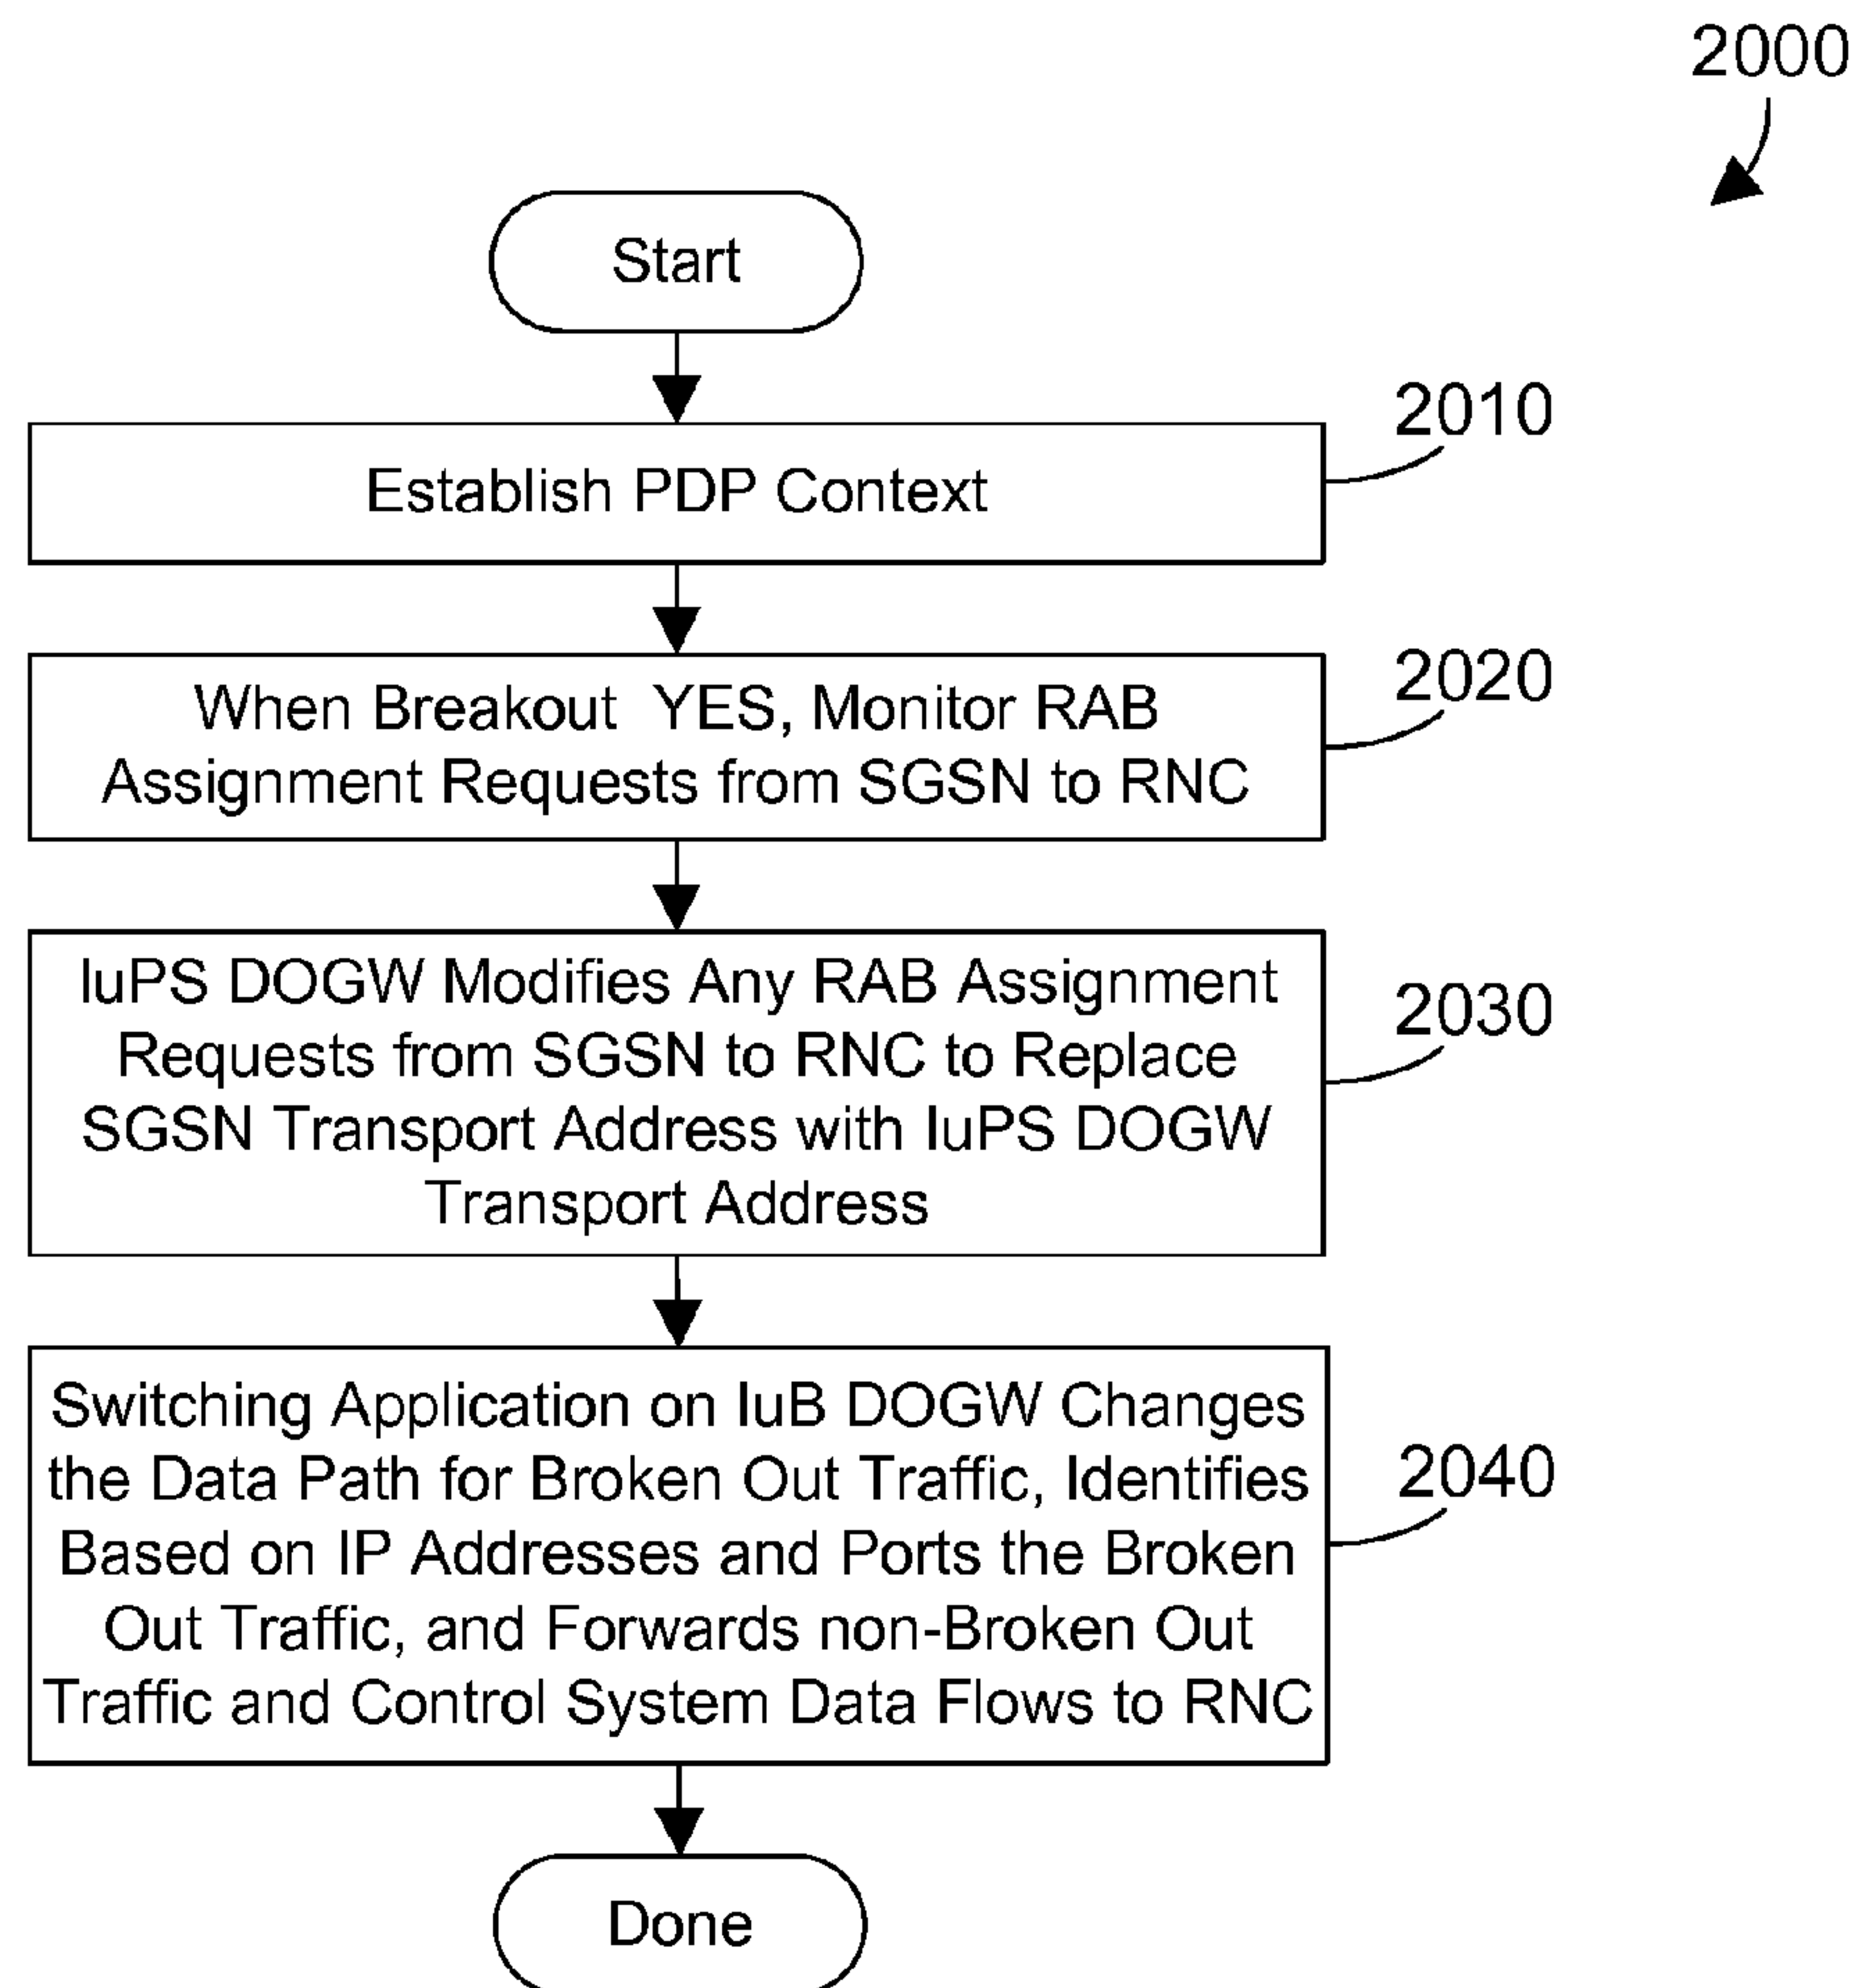 2000
Start
2010
Establish PDP Context
2020
When Breakout YES, Monitor RAB
Assignment Requests from SGSN to RNC
2030
IuPS DOGW Modifies Any RAB Assignment
Requests from SGSN to RNC to Replace
SGSN Transport Address with IuPS DOGW
Transport Address
2040
Switching Application on IuB DOGW Changes
the Data Path for Broken Out Traffic, Identifies
Based on IP Addresses and Ports the Broken
Out Traffic, and Forwards non-Broken Out
Traffic and Control System Data Flows to RNC
Done